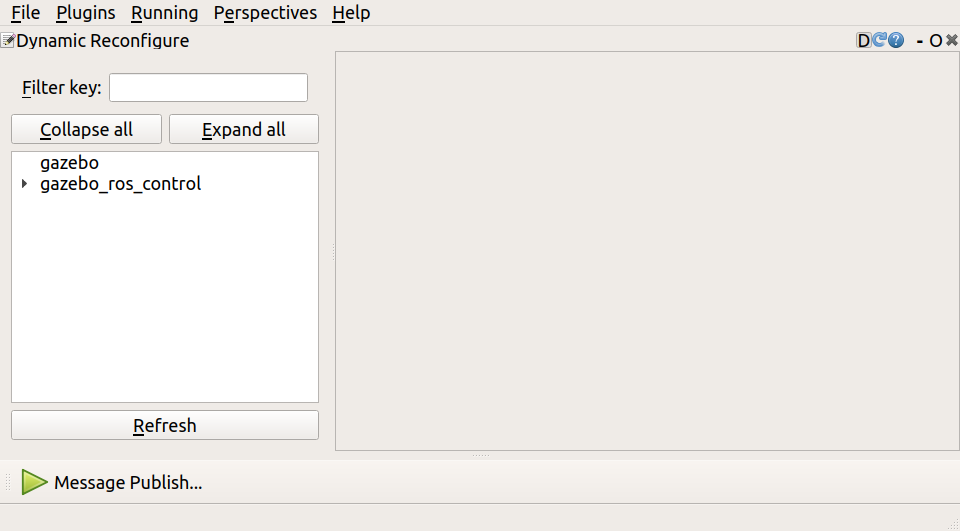 File Plugins Running Perspectives Help
Dynamic Reconfigure D ? - O
Filter key:
Collapse all Expand all
gazebo
gazebo_ros_control
Refresh
Message Publish...